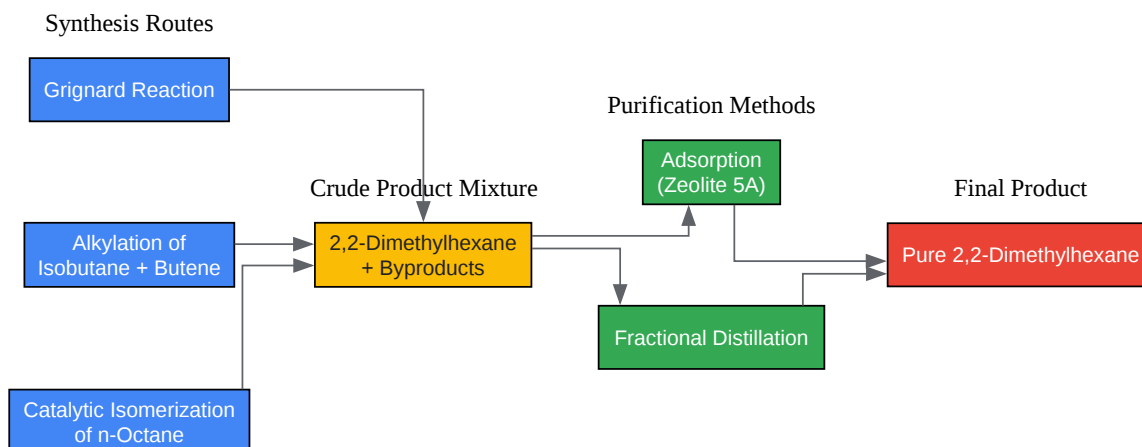 Synthesis Routes
Grignard Reaction
Purification Methods
Adsorption
(Zeolite 5A)
Crude Product Mixture
Final Product
Alkylation of
Isobutane + Butene
2,2-Dimethylhexane
+ Byproducts
Pure 2,2-Dimethylhexane
Fractional Distillation
Catalytic Isomerization
of n-Octane